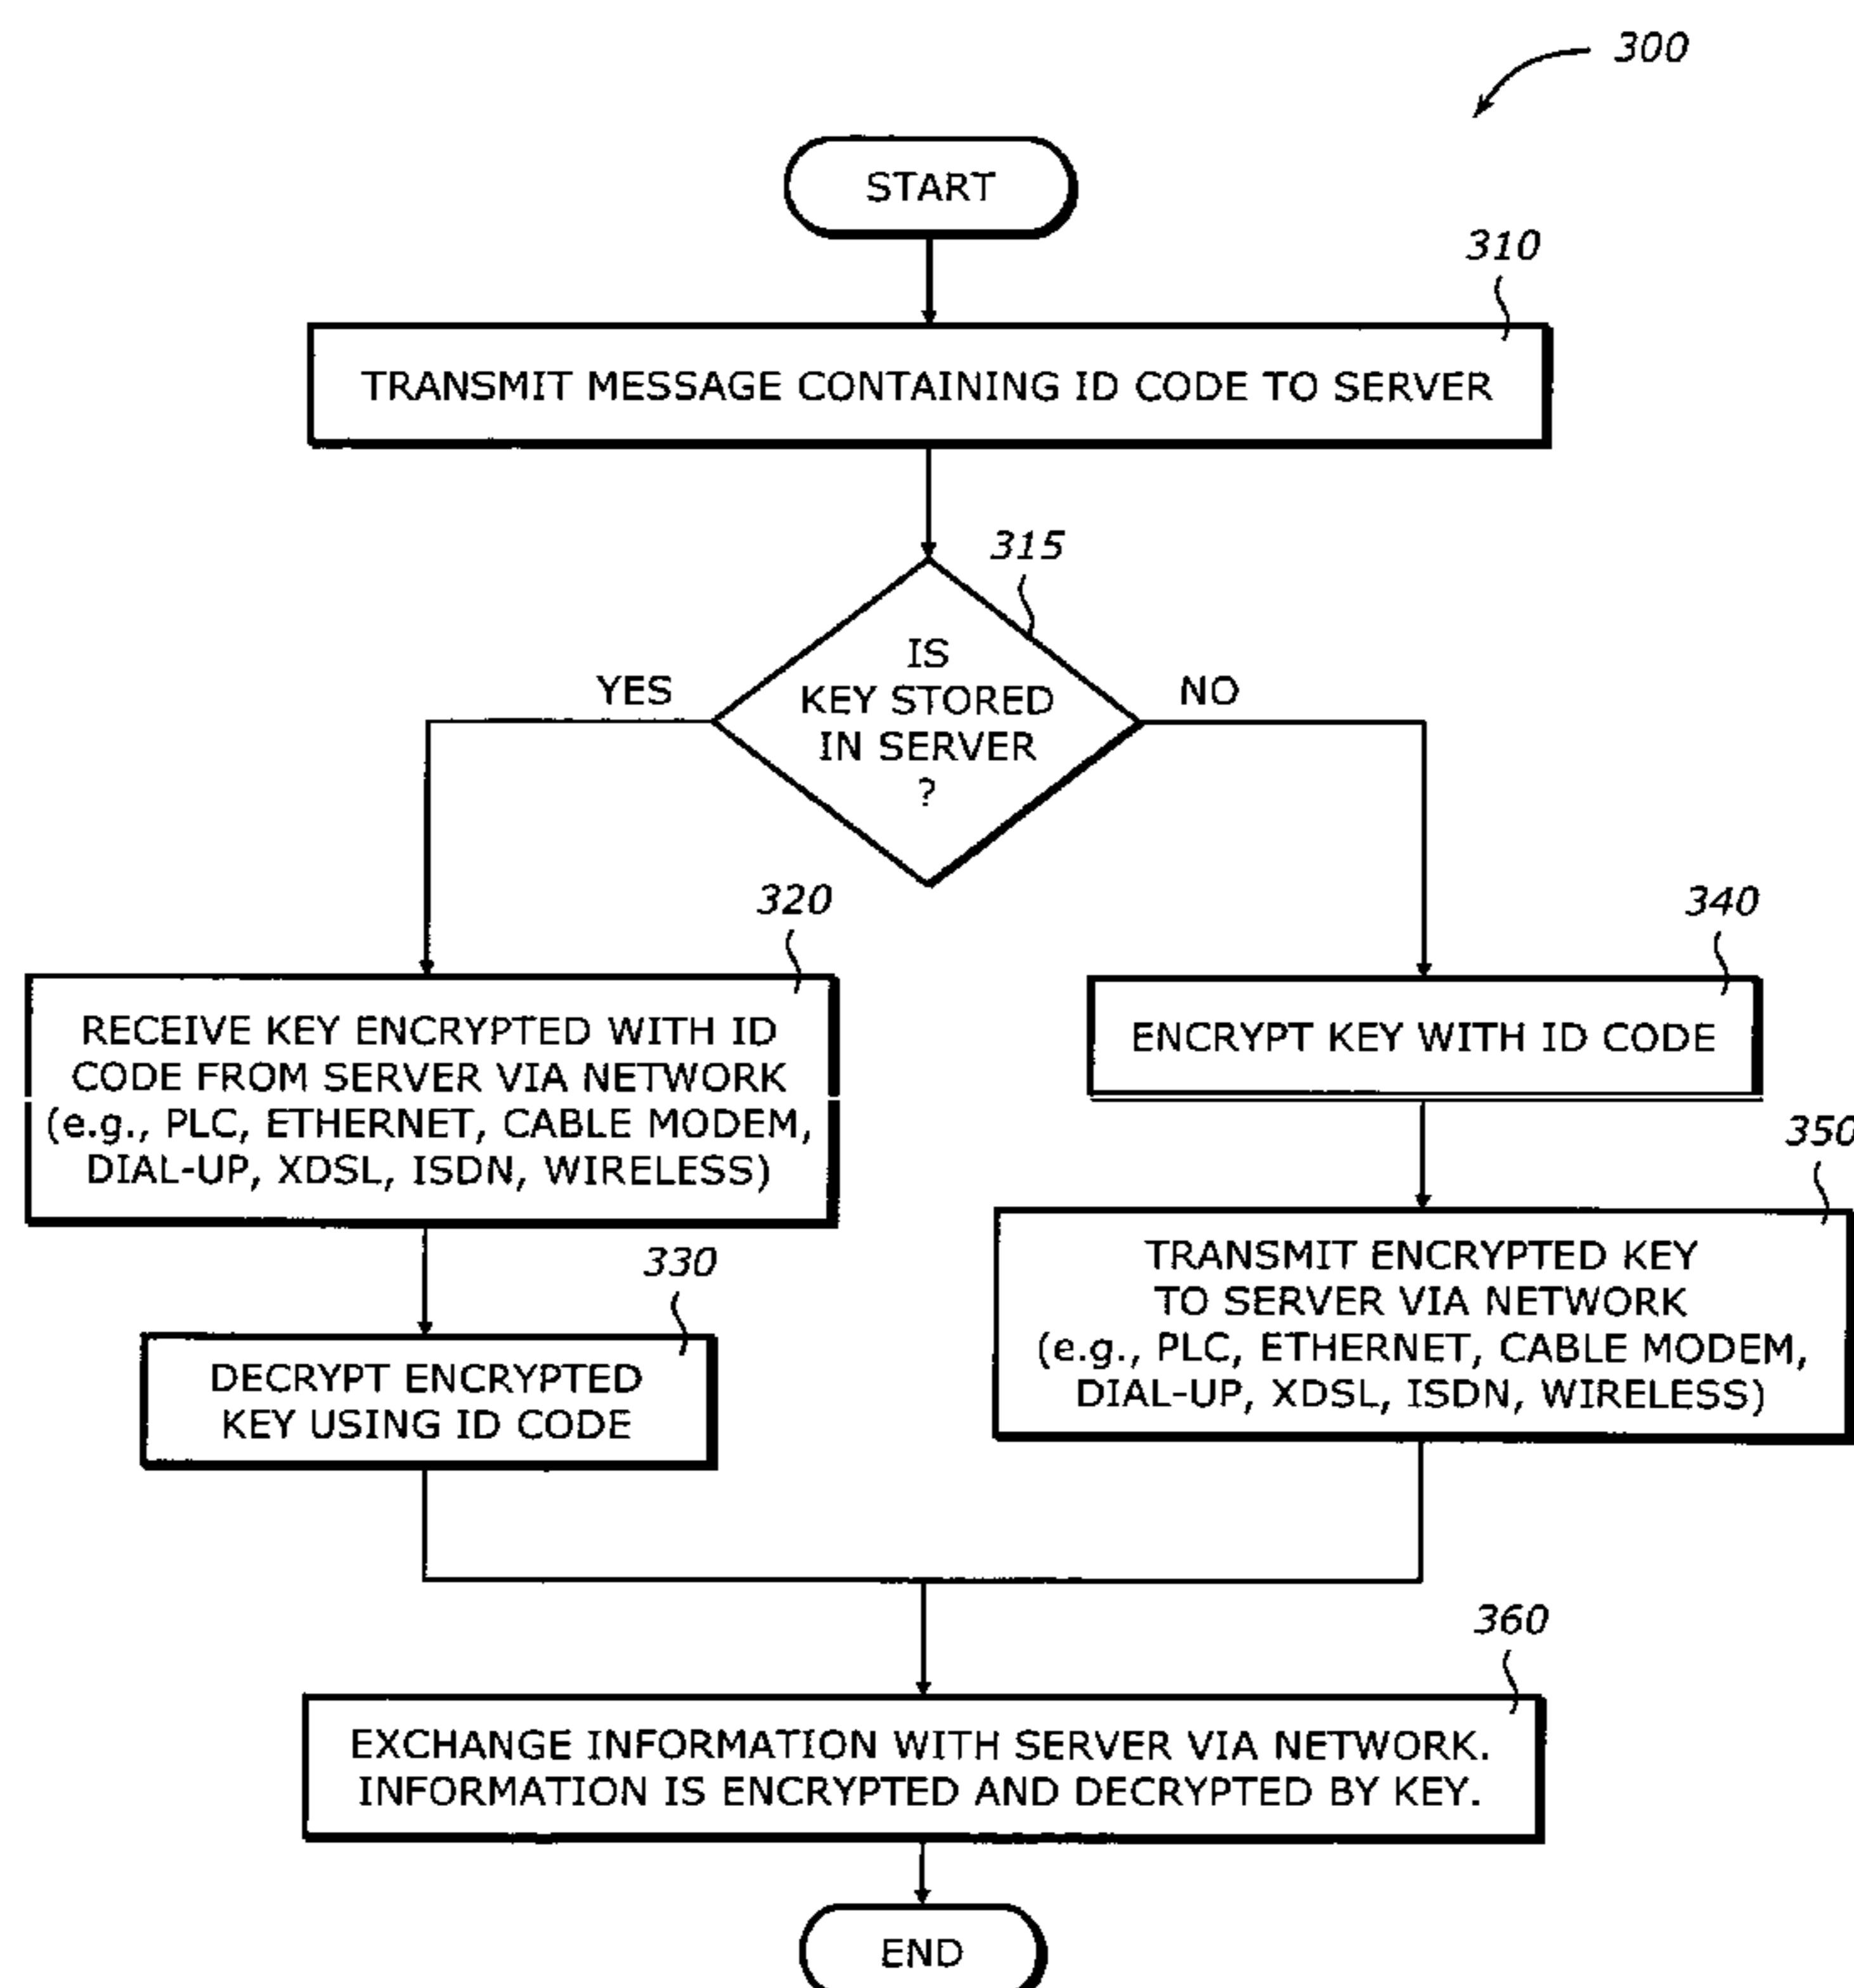 300
START
310
TRANSMIT MESSAGE CONTAINING ID CODE TO SERVER
315
IS
KEY STORED
IN SERVER
?
YES
NO
320
RECEIVE KEY ENCRYPTED WITH ID
CODE FROM SERVER VIA NETWORK
(e.g., PLC, ETHERNET, CABLE MODEM,
DIAL-UP, XDSL, ISDN, WIRELESS)
330
DECRYPT ENCRYPTED
KEY USING ID CODE
340
ENCRYPT KEY WITH ID CODE
350
TRANSMIT ENCRYPTED KEY
TO SERVER VIA NETWORK
(e.g., PLC, ETHERNET, CABLE MODEM,
DIAL-UP, XDSL, ISDN, WIRELESS)
360
EXCHANGE INFORMATION WITH SERVER VIA NETWORK.
INFORMATION IS ENCRYPTED AND DECRYPTED BY KEY.
END